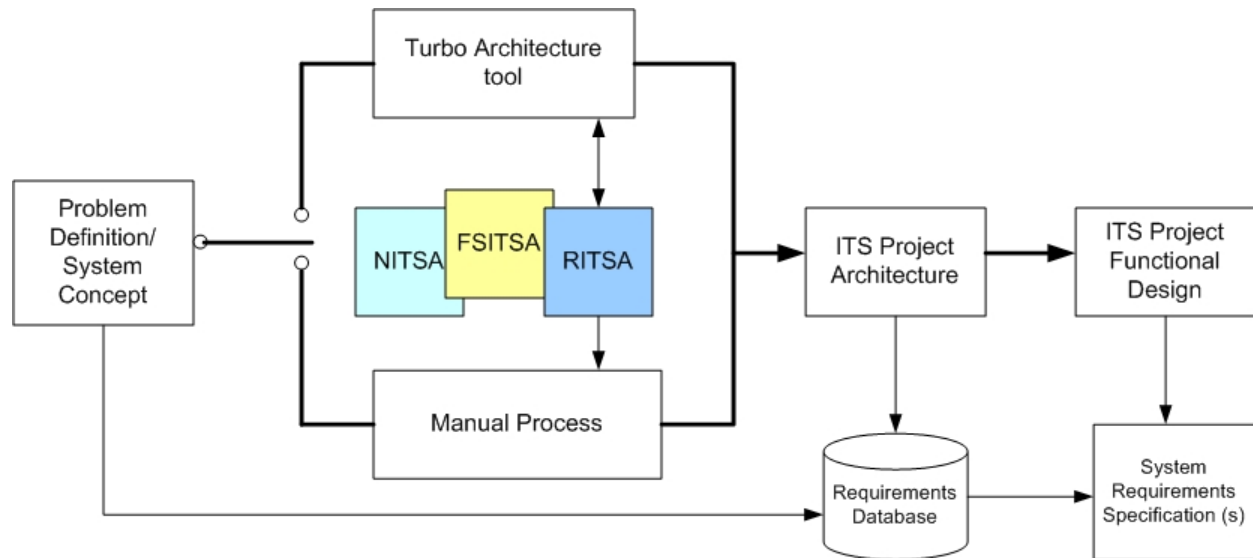 Turbo Architecture
tool
Problem
Definition/
System
Concept
NITSA
FSITSA
RITSA
ITS Project
Architecture
ITS Project
Functional
Design
Manual Process
Requirements
Database
System
Requirements
Specification (s)